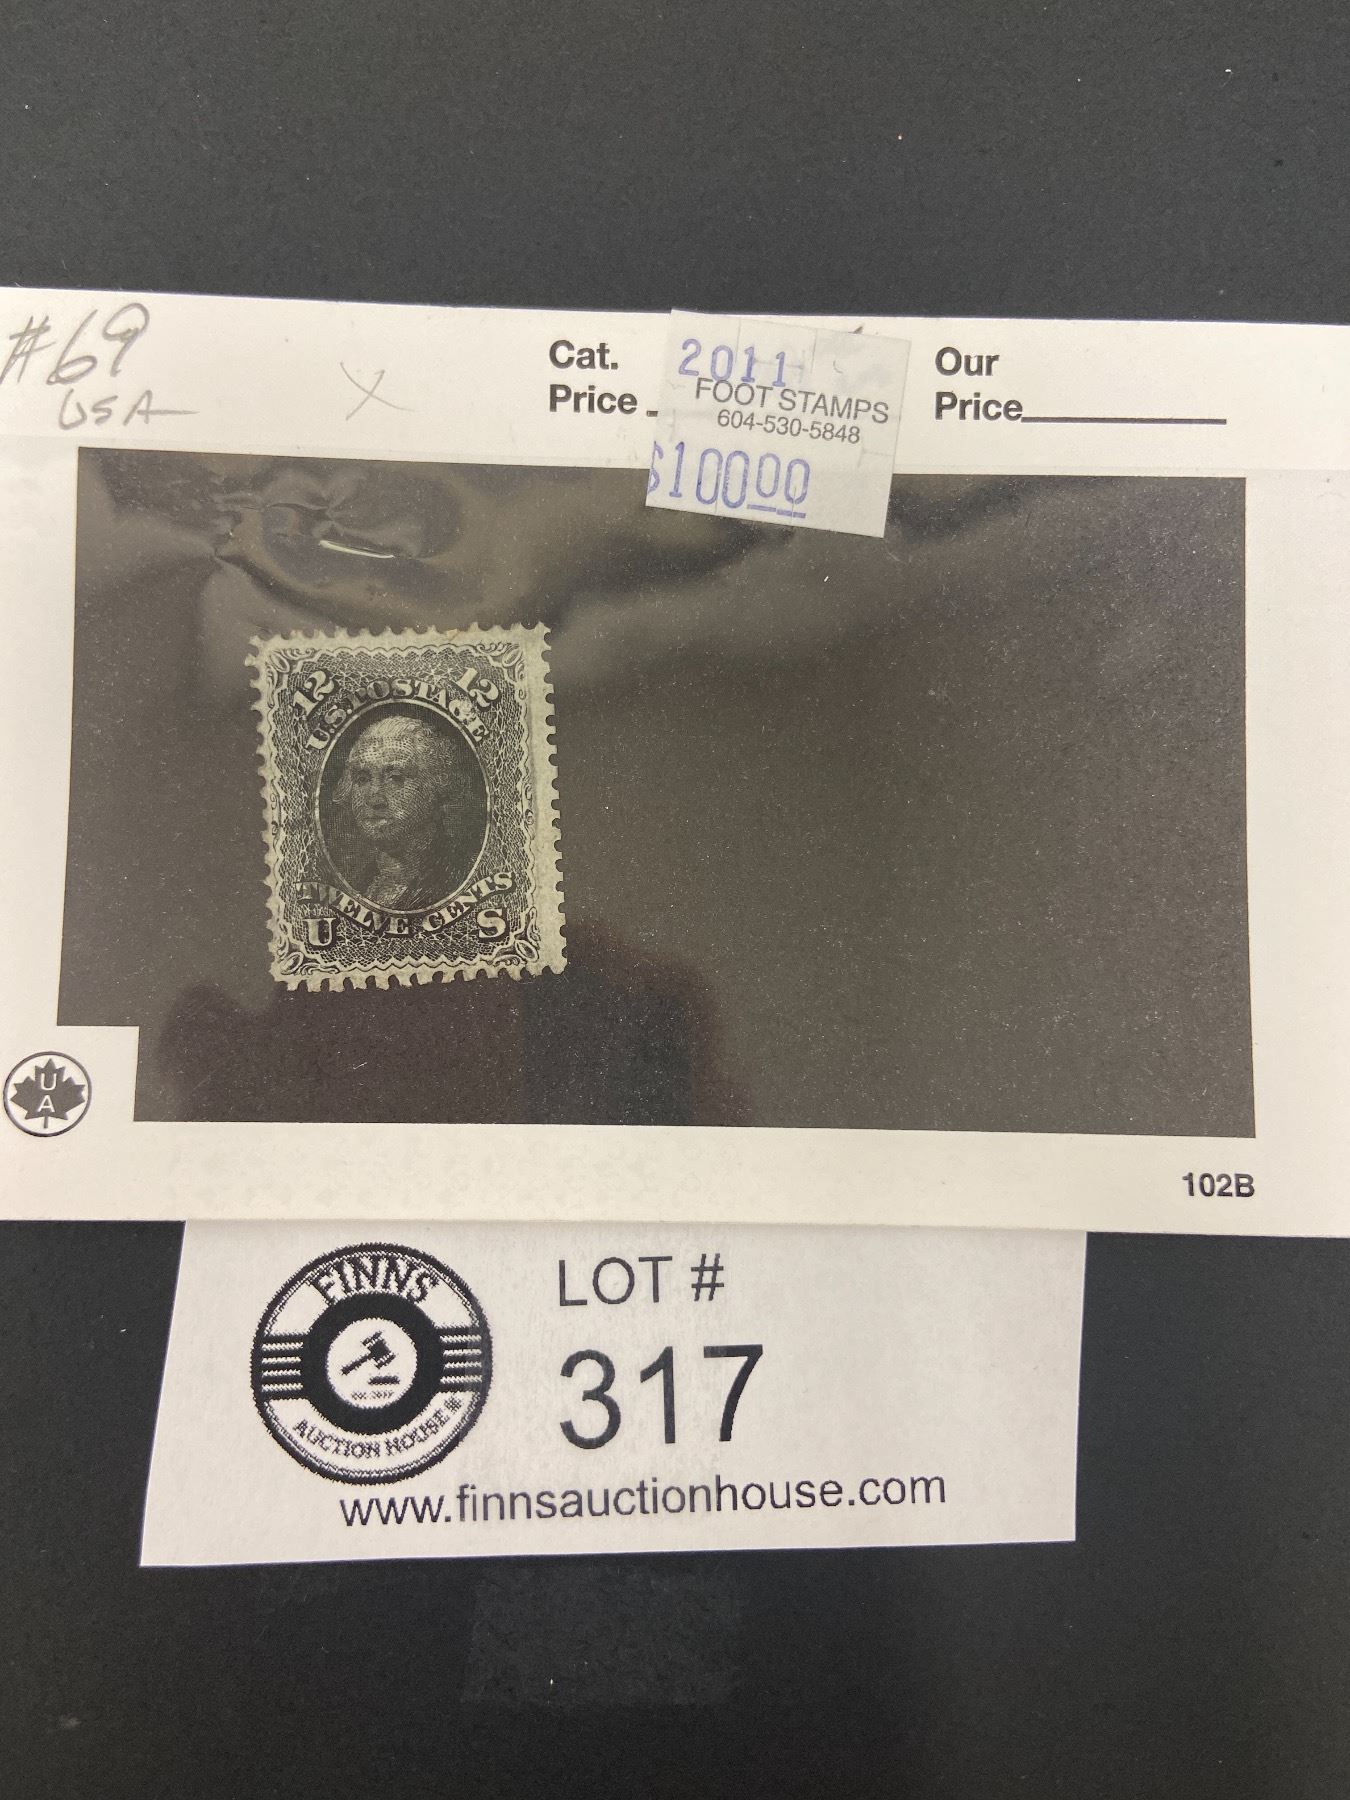 #69
USA
X
Cat.
Price
2011
FOOT STAMPS
604-530-5848
$100.00
Our
Price
12 12
U.S. POSTAGE
TWELVE CENTS
U S
U
A
102B
FINNS
AUCTION HOUSE
LOT #
317
www.finnsauctionhouse.com